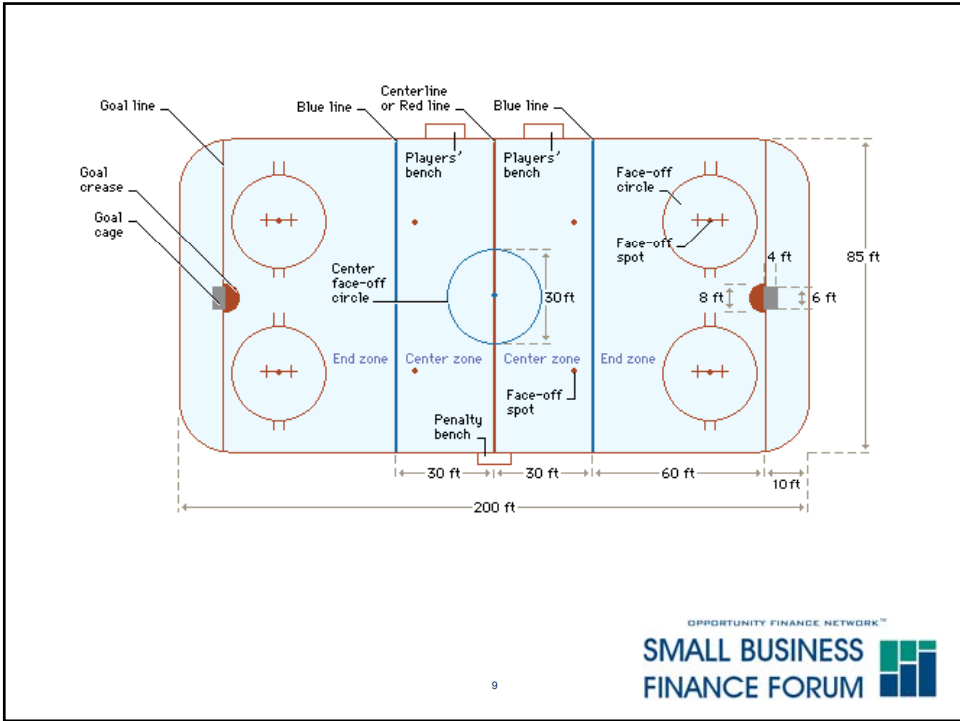 Goal line
Blue line
Centerline
or Red line
Blue line
Players'
bench
Players'
bench
Goal
crease
Goal
cage
Face-off
circle
Face-off
spot
4 ft
85 ft
Center
face-off
circle
30 ft
8 ft
6 ft
End zone
Center zone
Center zone
End zone
Face-off
spot
Penalty
bench
30 ft
30 ft
60 ft
10 ft
200 ft
OPPORTUNITY FINANCE NETWORK™
SMALL BUSINESS
FINANCE FORUM
9